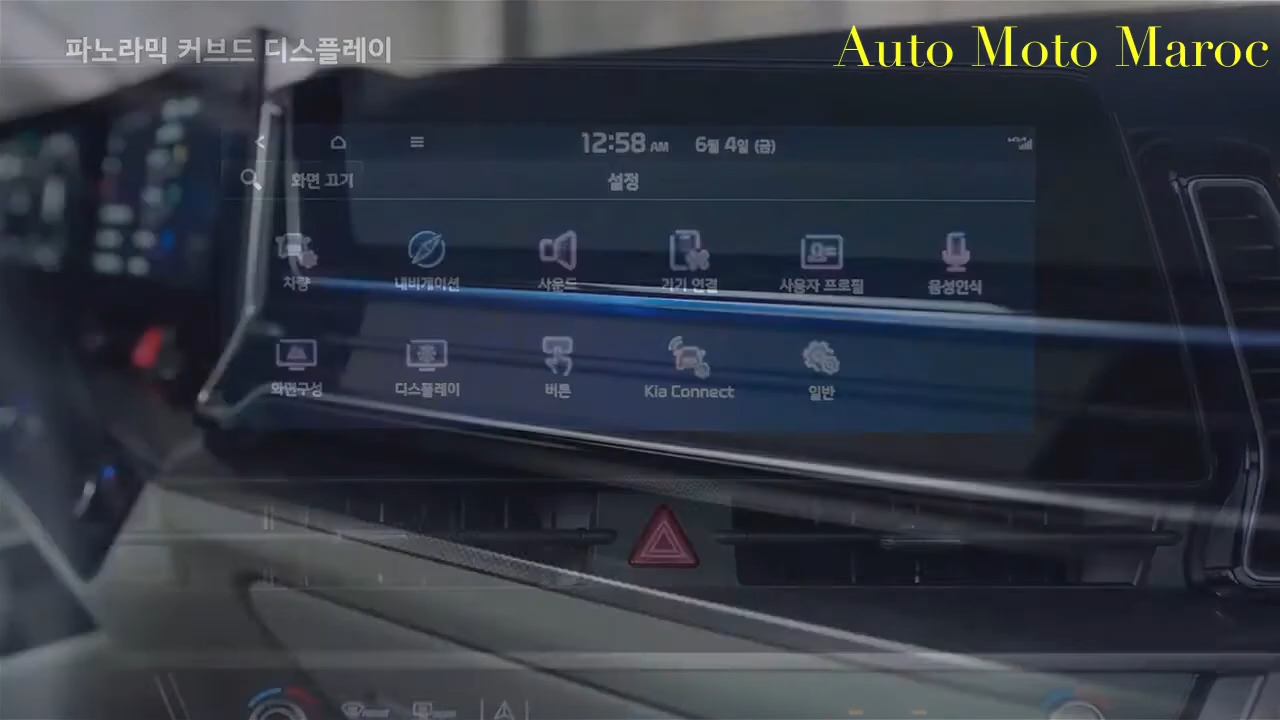 파노라믹 커브드 디스플레이
Auto Moto Maroc
12:58 AM 6월 4일 (금)
화면 끄기 설정
차량 내비게이션 사운드 기기 연결 사용자 프로필 음성인식
화면구성 디스플레이 버튼 Kia Connect 일반